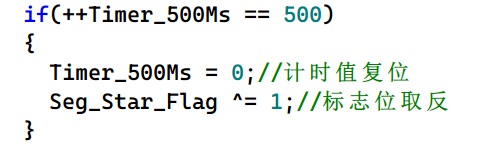 if(++Timer_500Ms == 500)
{
Timer_500Ms = 0;//计时值复位
Seg_Star_Flag ^= 1;//标志位取反
}